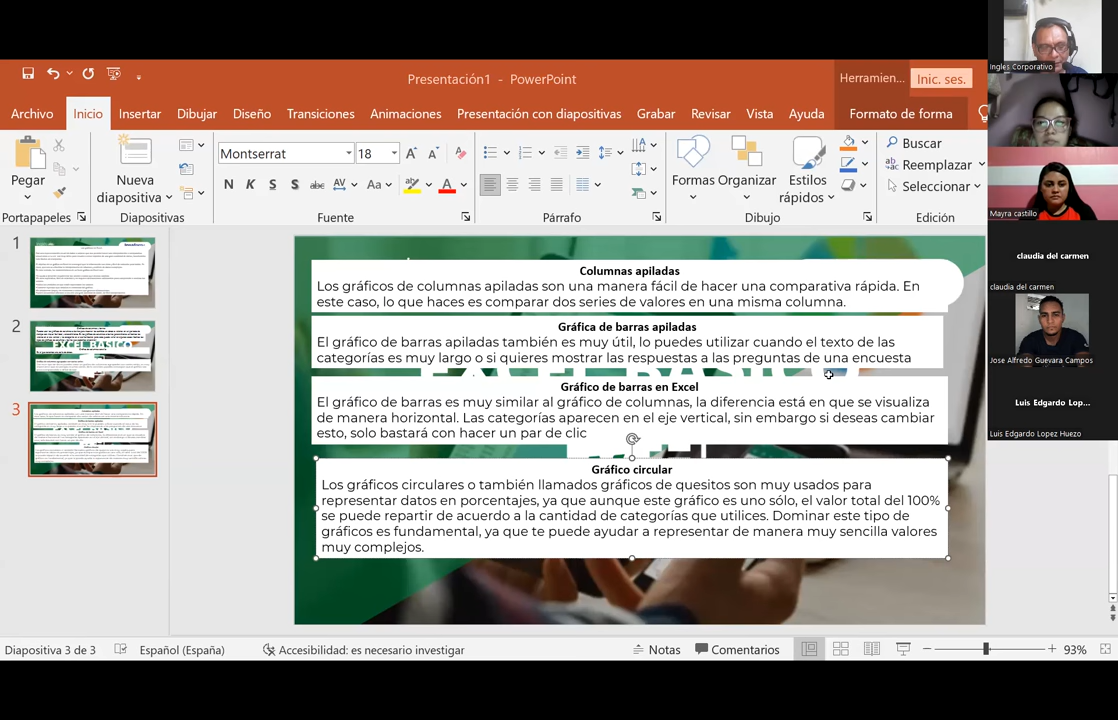 Presentación1 - PowerPoint
Herramien...
Inic. ses.
Archivo
Inicio
Insertar
Dibujar
Diseño
Transiciones
Animaciones
Presentación con diapositivas
Grabar
Revisar
Vista
Ayuda
Formato de forma
Pegar
Nueva
diapositiva
Montserrat
18
N K S S abc AV Aa A
Formas
Organizar
Estilos
rápidos
Buscar
Reemplazar
Seleccionar
Portapapeles
Diapositivas
Fuente
Párrafo
Dibujo
Edición
1
2
3
Columnas apiladas
Los gráficos de columnas apiladas son una manera fácil de hacer una comparativa rápida. En
este caso, lo que haces es comparar dos series de valores en una misma columna.
Gráfica de barras apiladas
El gráfico de barras apiladas también es muy útil, lo puedes utilizar cuando el texto de las
categorías es muy largo o si quieres mostrar las respuestas a las preguntas de una encuesta
EXCEL BÁSICO
Gráfico de barras en Excel
El gráfico de barras es muy similar al gráfico de columnas, la diferencia está en que se visualiza
de manera horizontal. Las categorías aparecen en el eje vertical, sin embargo si deseas cambiar
esto, solo bastará con hacer un par de clic
Gráfico circular
Los gráficos circulares o también llamados gráficos de quesitos son muy usados para
representar datos en porcentajes, ya que aunque este gráfico es uno sólo, el valor total del 100%
se puede repartir de acuerdo a la cantidad de categorías que utilices. Dominar este tipo de
gráficos es fundamental, ya que te puede ayudar a representar de manera muy sencilla valores
muy complejos.
Diapositiva 3 de 3
Español (España)
Accesibilidad: es necesario investigar
Notas
Comentarios
93%
Ingles Corporativo
Mayra castillo
claudia del carmen
claudia del carmen
Jose Alfredo Guevara Campos
Luis Edgardo Lop...
Luis Edgardo Lopez Huezo